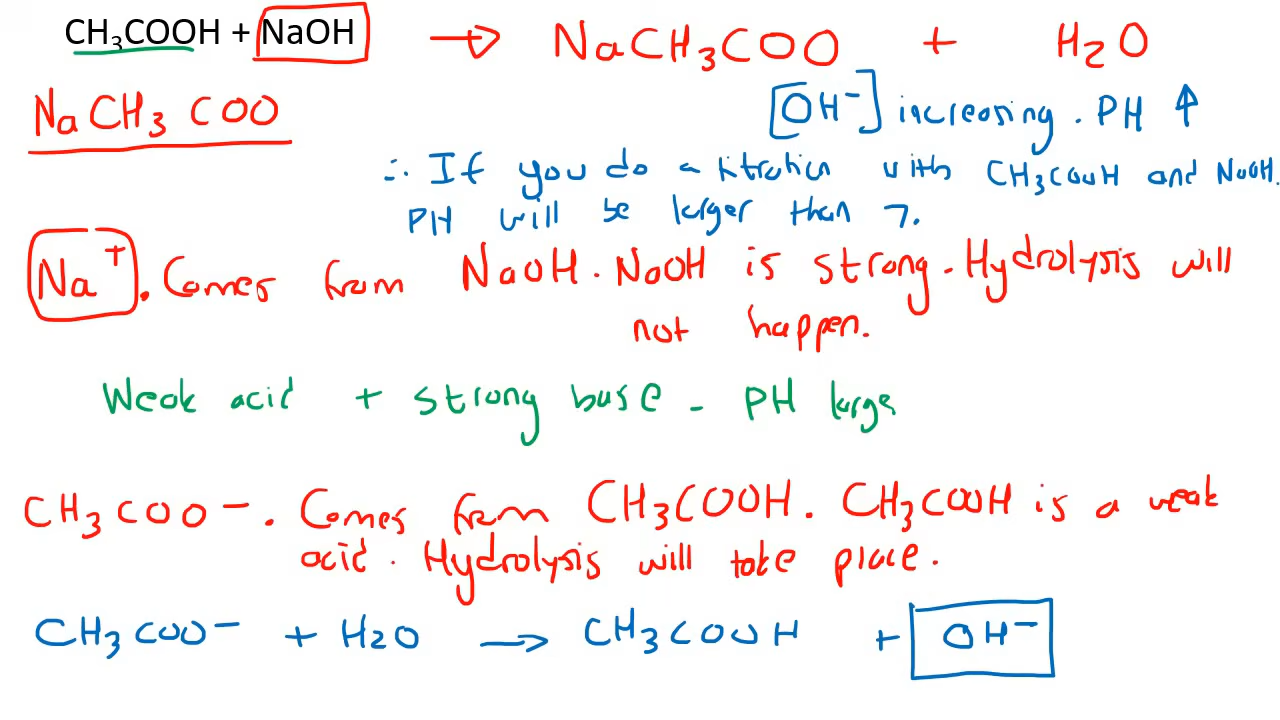 CH₃COOH + NaOH → NaCH₃COO + H₂O
NaCH₃COO
[OH⁻] increasing. PH ↑
∴ If you do a titration with CH₃COOH and NaOH.
PH will be larger than 7.
Na⁺. Comes from NaOH. NaOH is strong. Hydrolysis will
not happen.
Weak acid + strong base - PH large
CH₃COO⁻. Comes from CH₃COOH. CH₃COOH is a weak
acid. Hydrolysis will take place.
CH₃COO⁻ + H₂O → CH₃COOH + OH⁻